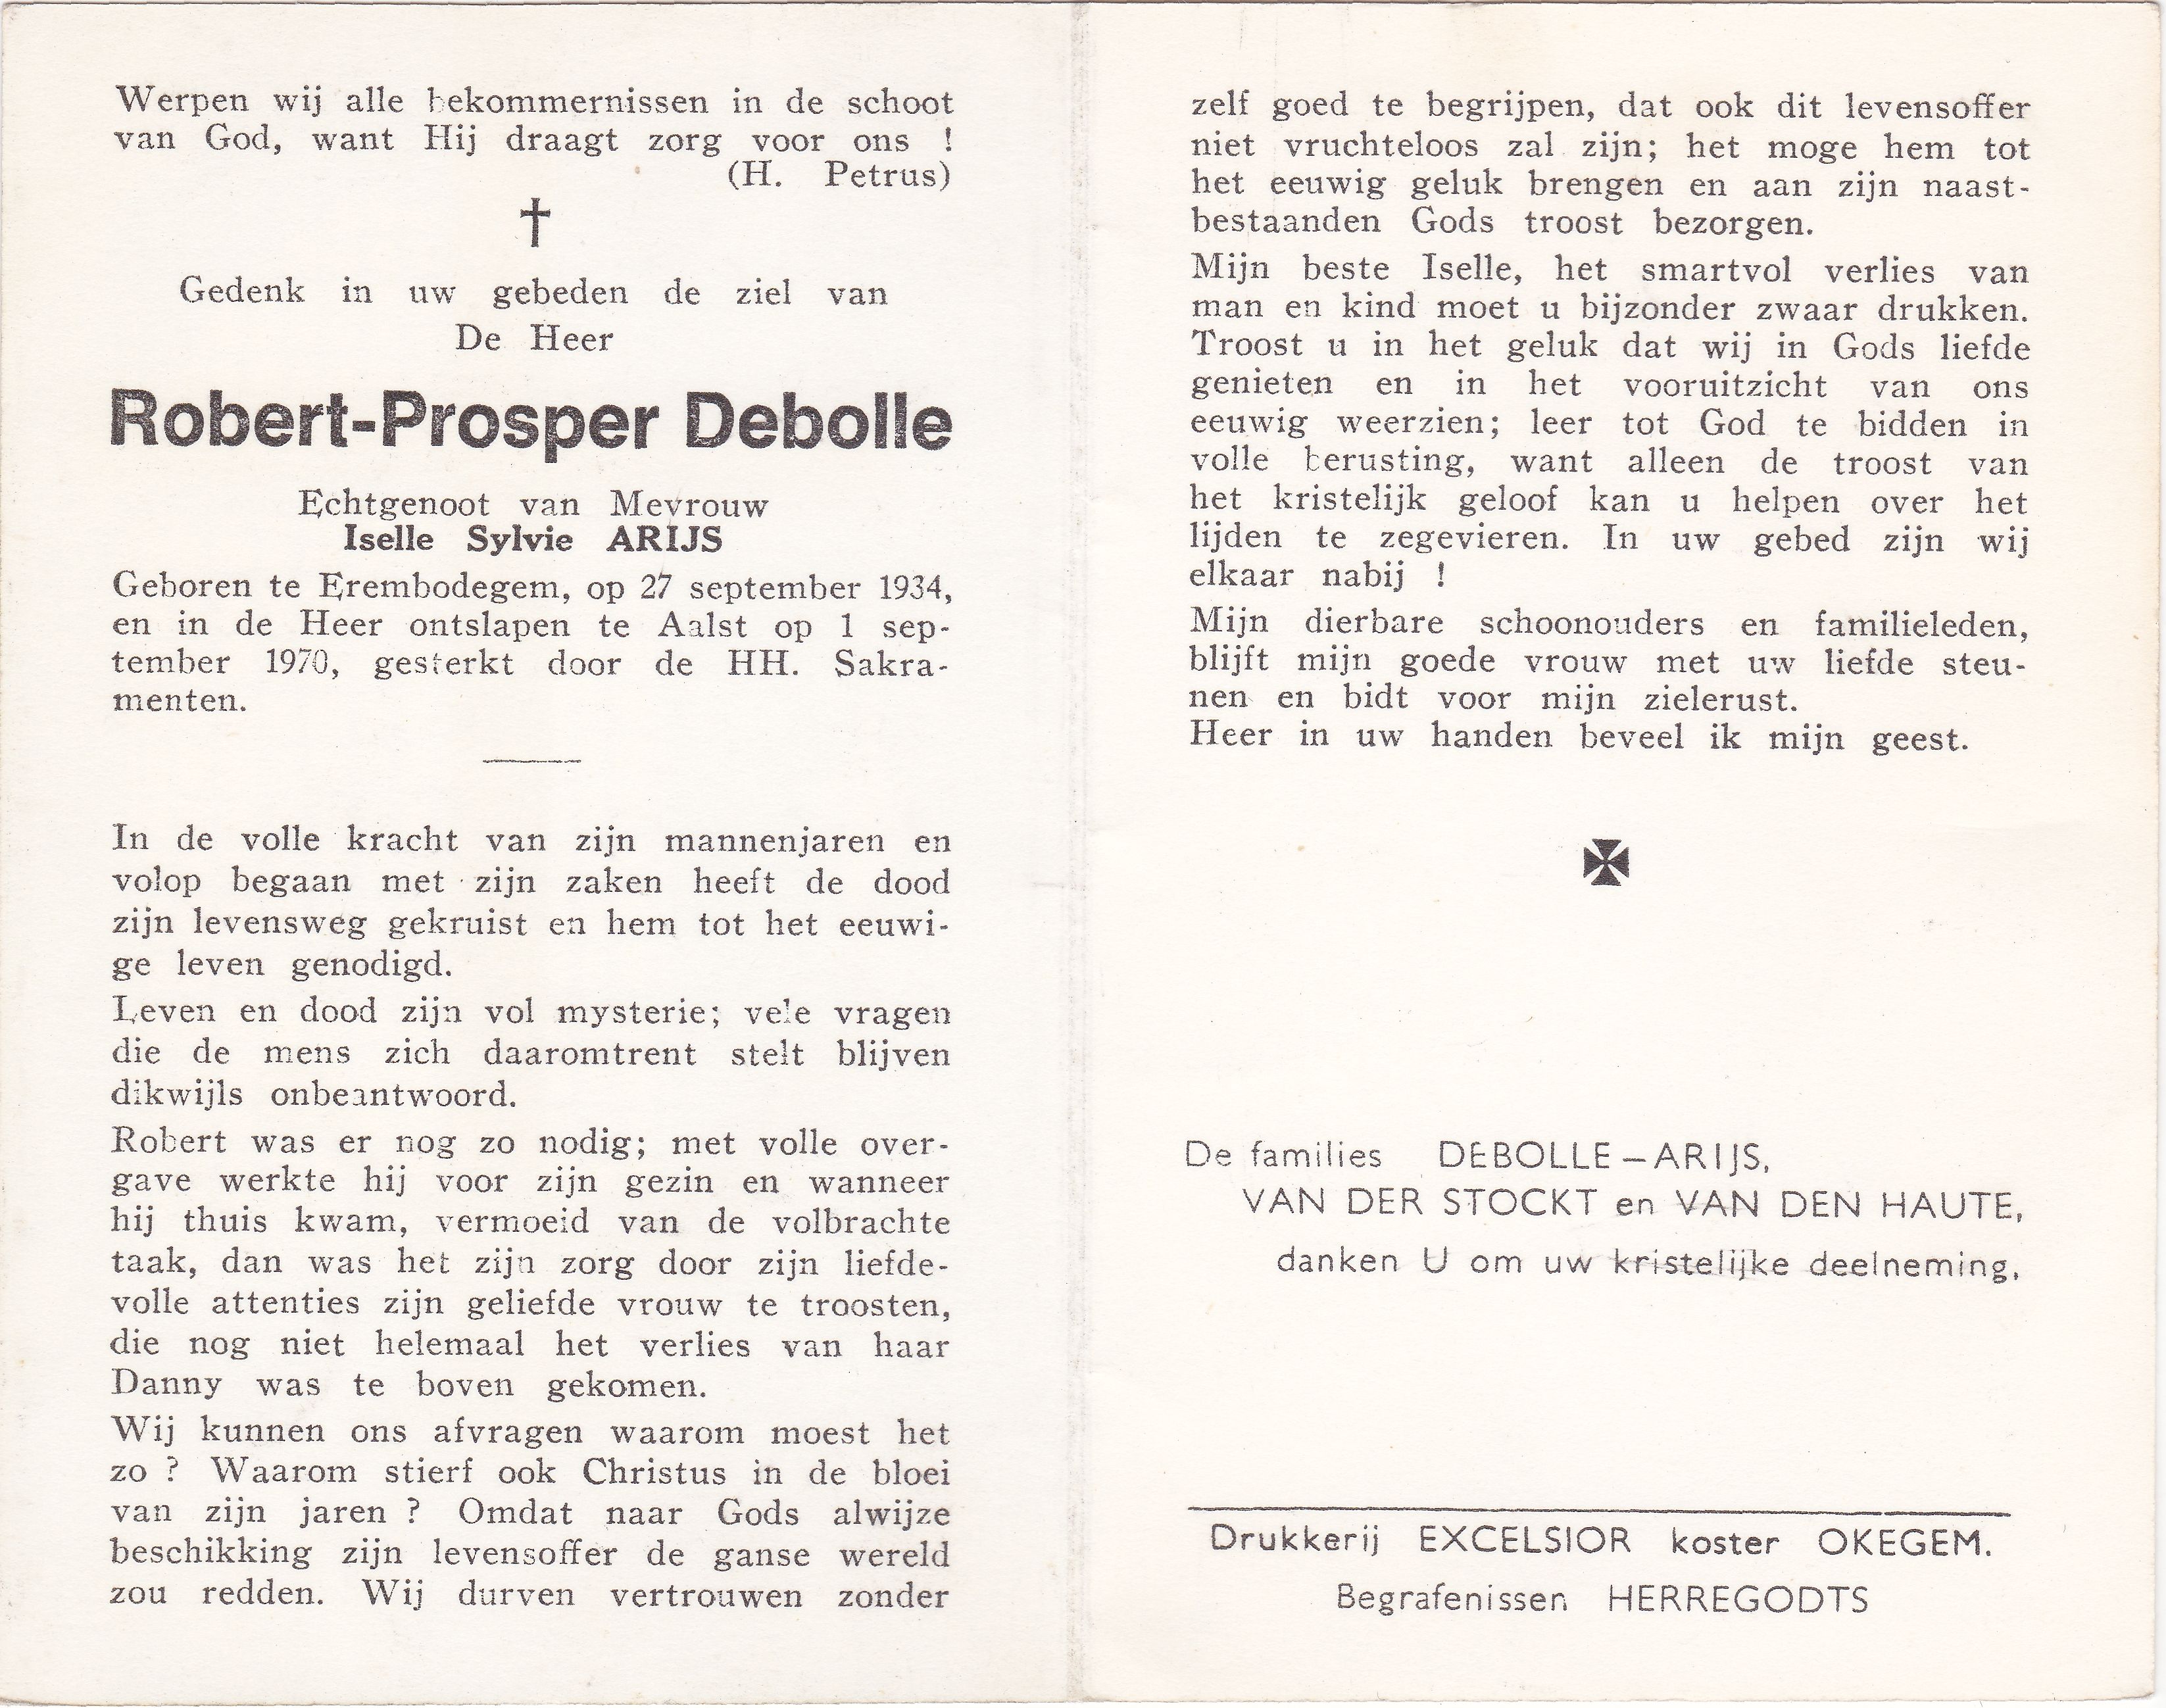 Werpen wij alle bekommernissen in de schoot
van God, want Hij draagt zorg voor ons !
(H. Petrus)
†
Gedenk in uw gebeden de ziel van
De Heer
Robert-Prosper Debolle
Echtgenoot van Mevrouw
Iselle Sylvie ARIJS
Geboren te Erembodegem, op 27 september 1934,
en in de Heer ontslapen te Aalst op 1 sep-
tember 1970, gesterkt door de HH. Sakra-
menten.
In de volle kracht van zijn mannenjaren en
volop begaan met zijn zaken heeft de dood
zijn levensweg gekruist en hem tot het eeuwi-
ge leven genodigd.
Leven en dood zijn vol mysterie; vele vragen
die de mens zich daaromtrent stelt blijven
dikwijls onbeantwoord.
Robert was er nog zo nodig; met volle over-
gave werkte hij voor zijn gezin en wanneer
hij thuis kwam, vermoeid van de volbrachte
taak, dan was het zijn zorg door zijn liefde-
volle attenties zijn geliefde vrouw te troosten,
die nog niet helemaal het verlies van haar
Danny was te boven gekomen.
Wij kunnen ons afvragen waarom moest het
zo ? Waarom stierf ook Christus in de bloei
van zijn jaren ? Omdat naar Gods alwijze
beschikking zijn levensoffer de ganse wereld
zou redden. Wij durven vertrouwen zonder
zelf goed te begrijpen, dat ook dit levensoffer
niet vruchteloos zal zijn; het moge hem tot
het eeuwig geluk brengen en aan zijn naast-
bestaanden Gods troost bezorgen.
Mijn beste Iselle, het smartvol verlies van
man en kind moet u bijzonder zwaar drukken.
Troost u in het geluk dat wij in Gods liefde
genieten en in het vooruitzicht van ons
eeuwig weerzien; leer tot God te bidden in
volle berusting, want alleen de troost van
het kristelijk geloof kan u helpen over het
lijden te zegevieren. In uw gebed zijn wij
elkaar nabij !
Mijn dierbare schoonouders en familieleden,
blijft mijn goede vrouw met uw liefde steu-
nen en bidt voor mijn zielerust.
Heer in uw handen beveel ik mijn geest.
De families DEBOLLE – ARIJS,
VAN DER STOCKT en VAN DEN HAUTE,
danken U om uw kristelijke deelneming,
Drukkerij EXCELSIOR koster OKEGEM.
Begrafenissen HERREGODTS